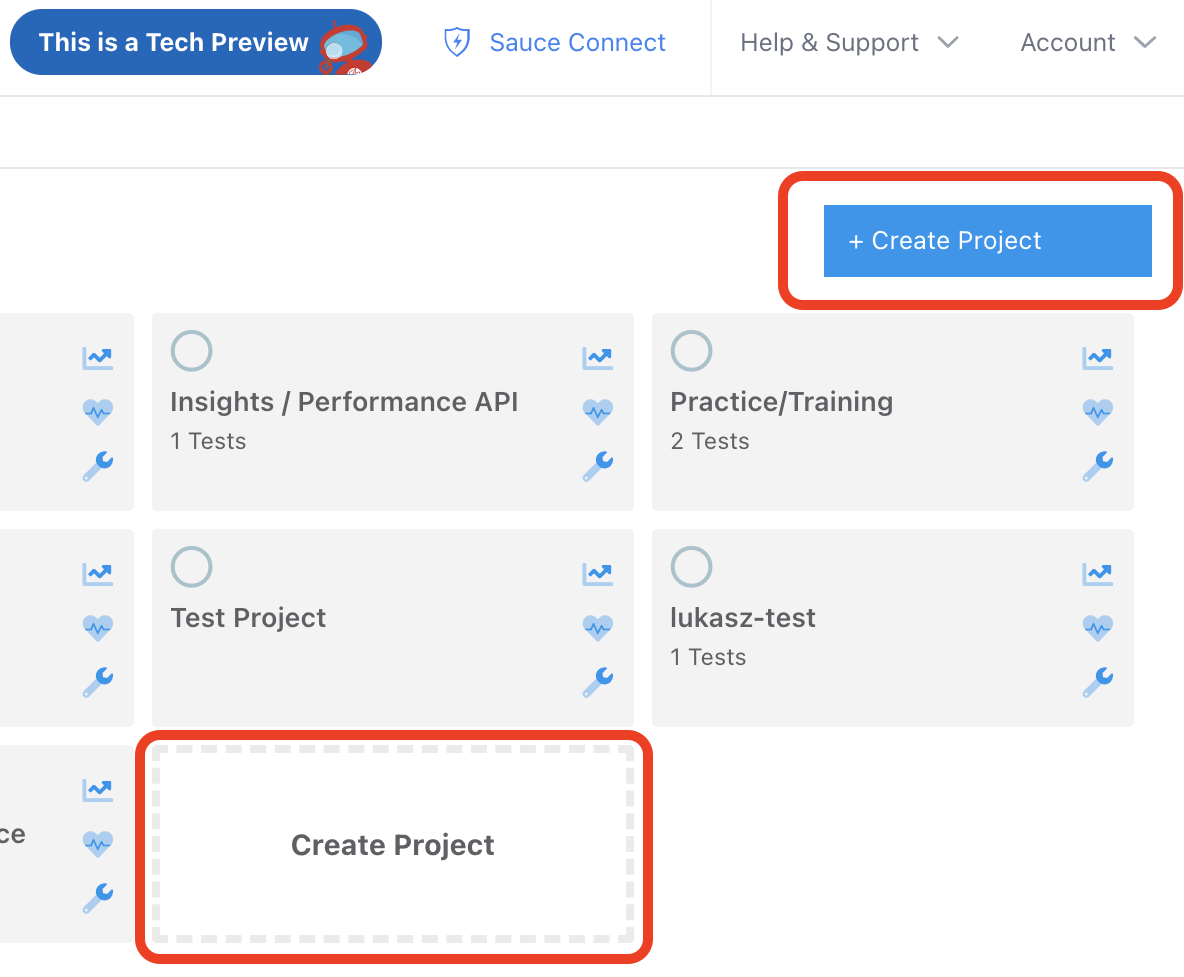 This is a Tech Preview
Sauce Connect
Help & Support
Account
+ Create Project
Insights / Performance API
1 Tests
Practice/Training
2 Tests
Test Project
lukasz-test
1 Tests
ce
Create Project